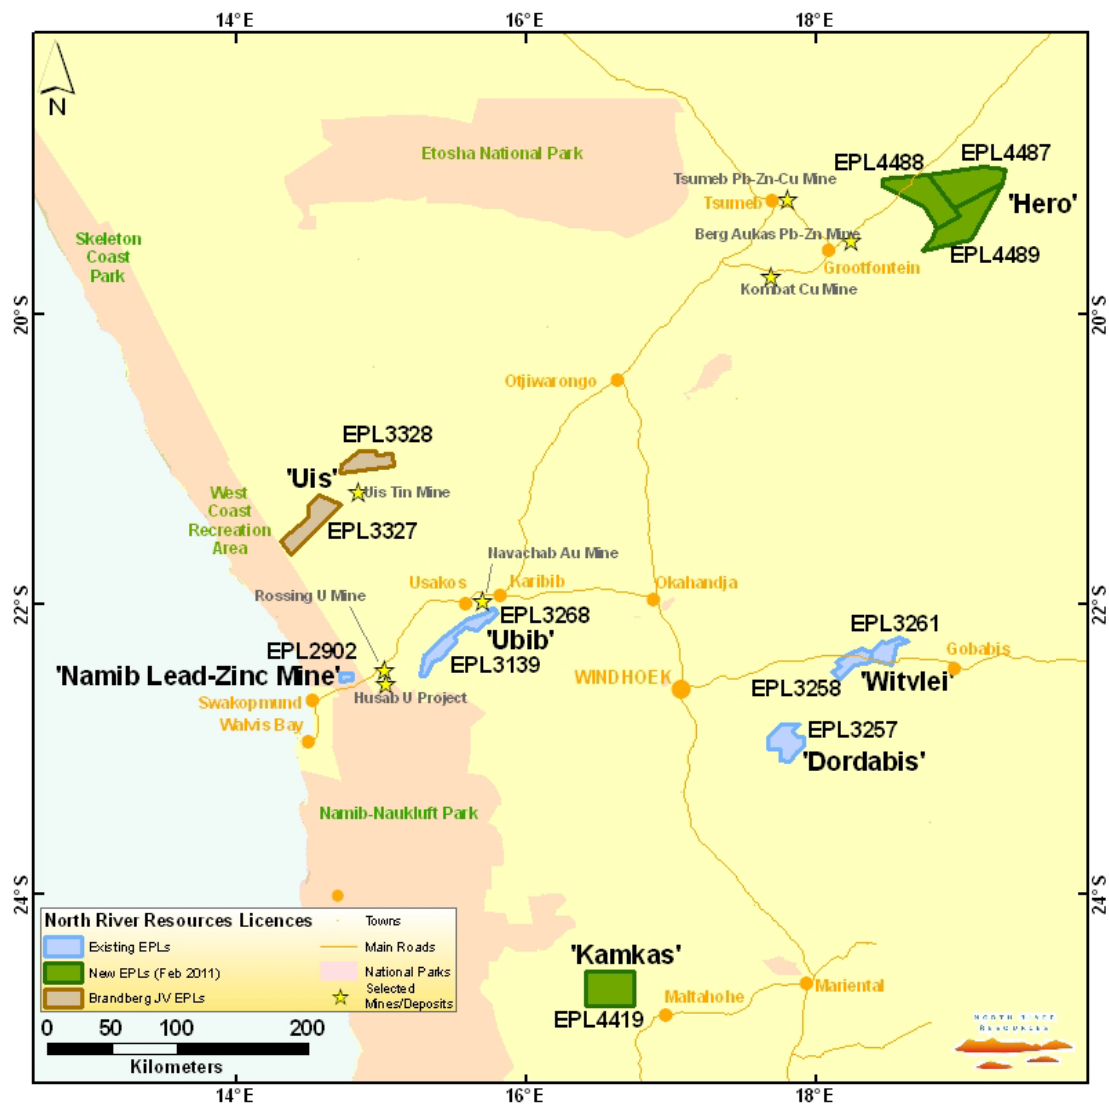 14°E
16°E
18°E
N
Etosha National Park
EPL4488
EPL4487
Tsumeb Pb-Zn-Cu Mine
Tsumeb
'Hero'
Berg Aukas Pb-Zn Mine
EPL4489
Grootfontein
Kombat Cu Mine
Skeleton
Coast
Park
20°S
20°S
Otjiwarongo
EPL3328
'Uis'
Uis Tin Mine
West
Coast
Recreation
Area
EPL3327
Navachab Au Mine
Usakos
Karibib
Okahandja
Rossing U Mine
22°S
22°S
EPL3268
'Ubib'
EPL3139
EPL2902
'Namib Lead-Zinc Mine'
Husab U Project
Swakopmund
Walvis Bay
WINDHOEK
EPL3261
Gobabis
EPL3258
'Witvlei'
EPL3257
'Dordabis'
Namib-Naukluft Park
24°S
24°S
North River Resources Licences
Existing EPLs
New EPLs (Feb 2011)
Brandberg JV EPLs
Towns
Main Roads
National Parks
Selected
Mines/Deposits
0 50 100 200
Kilometers
'Kamkas'
EPL4419
Maltahohe
Mariental
NORTH RIVER
RESOURCES
14°E
16°E
18°E